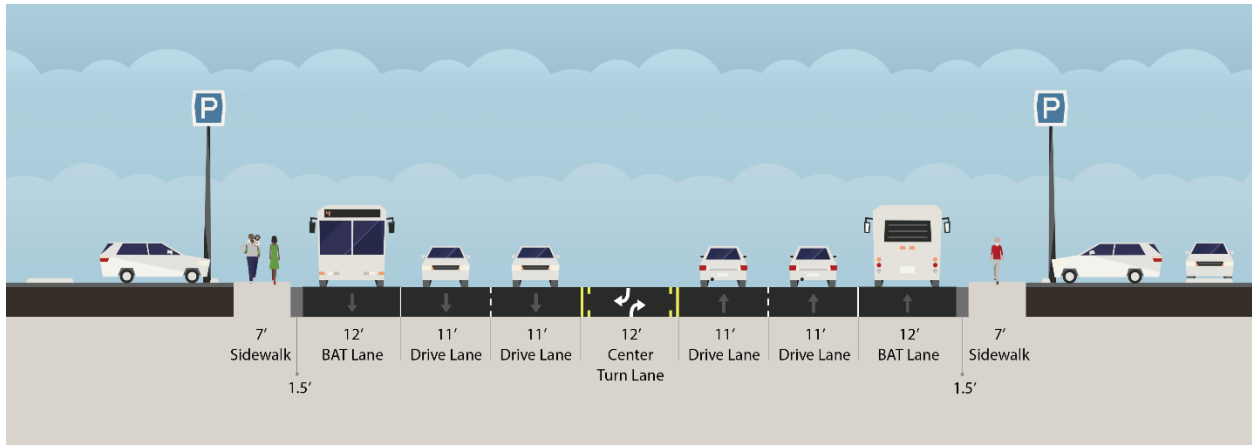 P
P
4
7’ 12’ 11’ 11’ 12’ 11’ 11’ 12’ 7’
Sidewalk BAT Lane Drive Lane Drive Lane Center Drive Lane Drive Lane BAT Lane Sidewalk
Turn Lane
1.5’ 1.5’